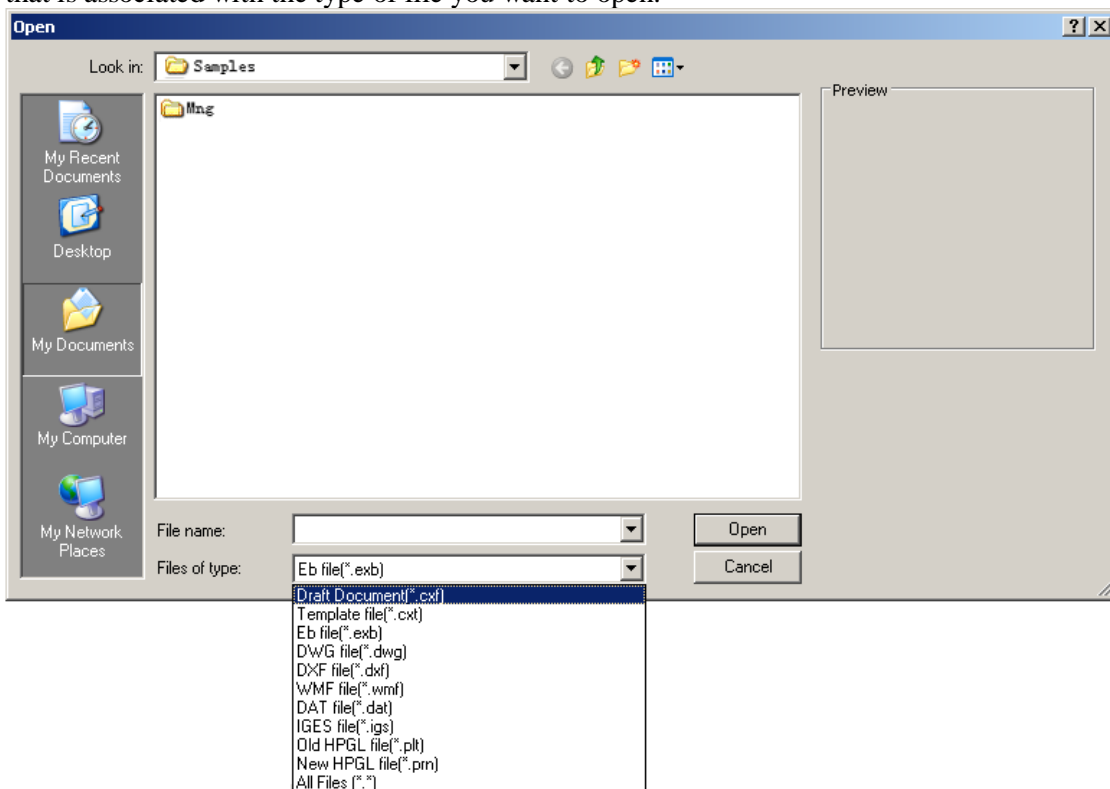 that is associated with the type of file you want to open.
Open
Look in: Samples
Mng
Preview
My Recent
Documents
Desktop
My Documents
My Computer
My Network
Places
File name:
Open
Files of type: Eb file(*.exb)
Cancel
Draft Document(*.cxf)
Template file(*.cxt)
Eb file(*.exb)
DWG file(*.dwg)
DXF file(*.dxf)
WMF file(*.wmf)
DAT file(*.dat)
IGES file(*.igs)
Old HPGL file(*.plt)
New HPGL file(*.prn)
All Files (*.*)